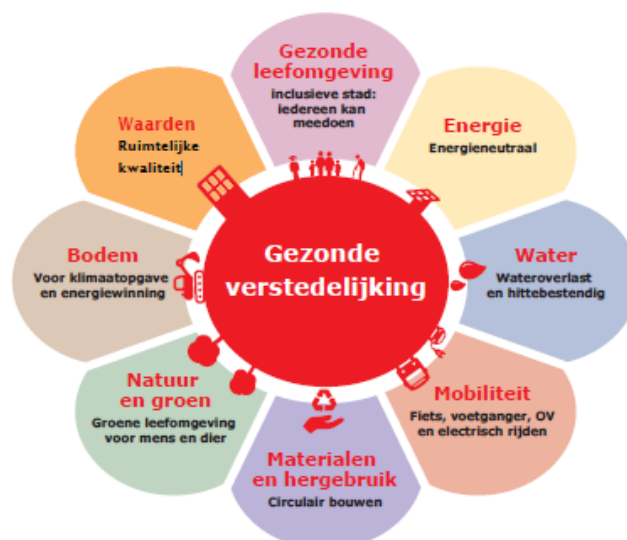 Gezonde
leefomgeving
inclusieve stad:
iedereen kan
meedoen
Energie
Energieneutraal
Water
Wateroverlast
en hittebestendig
Mobiliteit
Fiets, voetganger, OV
en electrisch rijden
Materialen
en hergebruik
Circulair bouwen
Natuur
en groen
Groene leefomgeving
voor mens en dier
Bodem
Voor klimaatopgave
en energiewinning
Waarden
Ruimtelijke
kwaliteit
Gezonde
verstedelijking